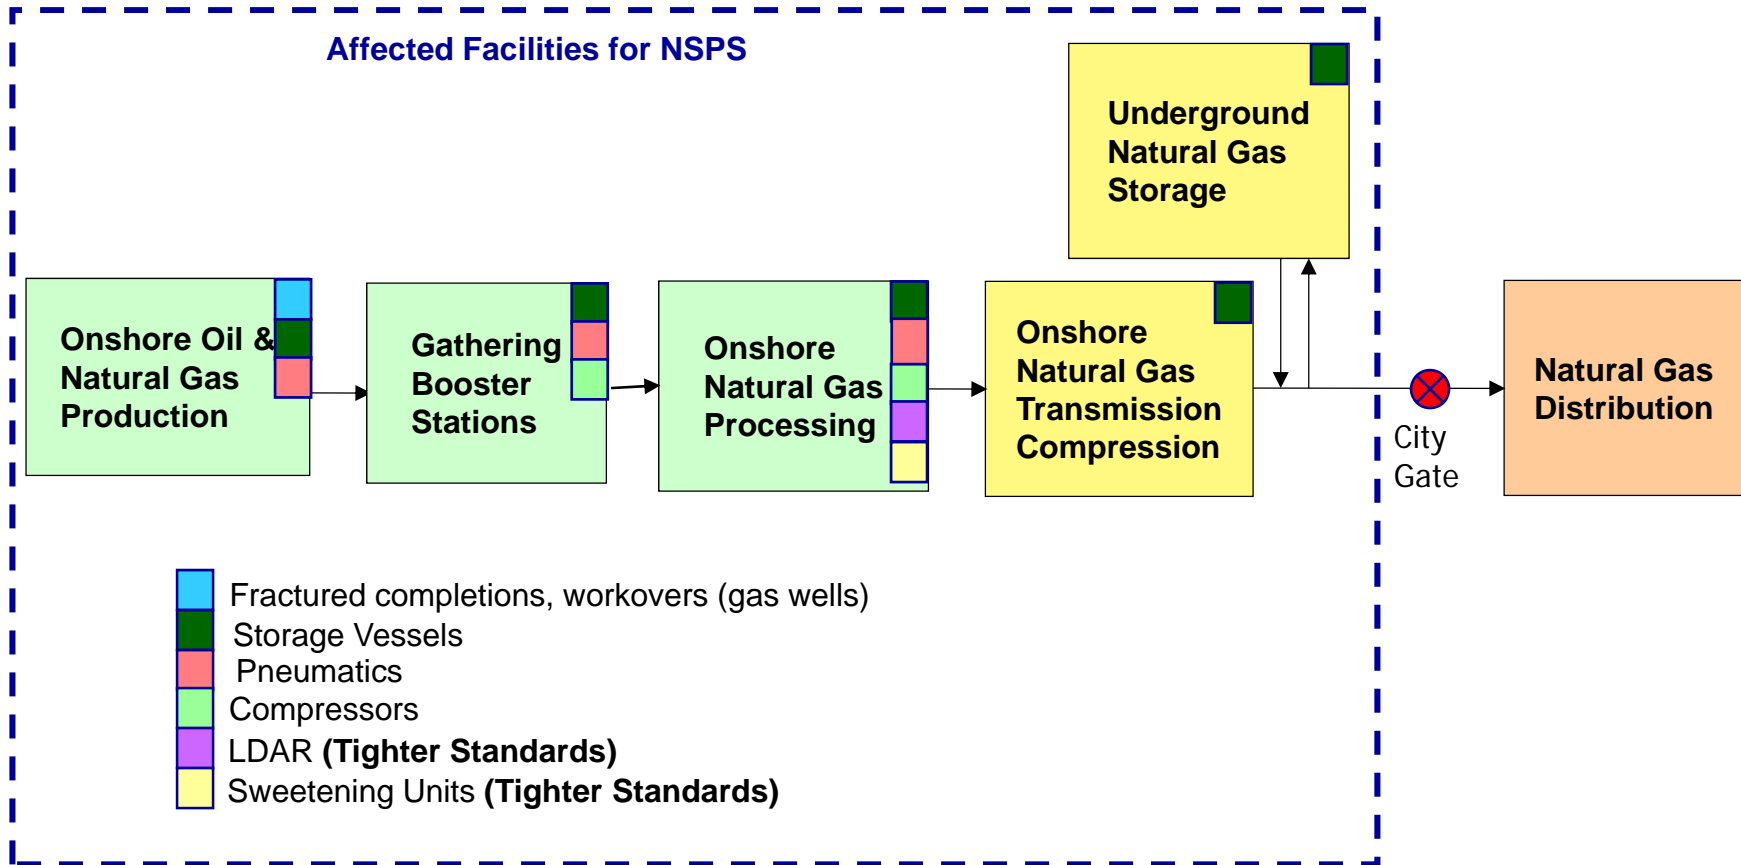 Affected Facilities for NSPS
Underground
Natural Gas
Storage
Onshore Oil &
Natural Gas
Production
Gathering
Booster
Stations
Onshore
Natural Gas
Processing
Onshore
Natural Gas
Transmission
Compression
City
Gate
Natural Gas
Distribution
Fractured completions, workovers (gas wells)
Storage Vessels
Pneumatics
Compressors
LDAR (Tighter Standards)
Sweetening Units (Tighter Standards)